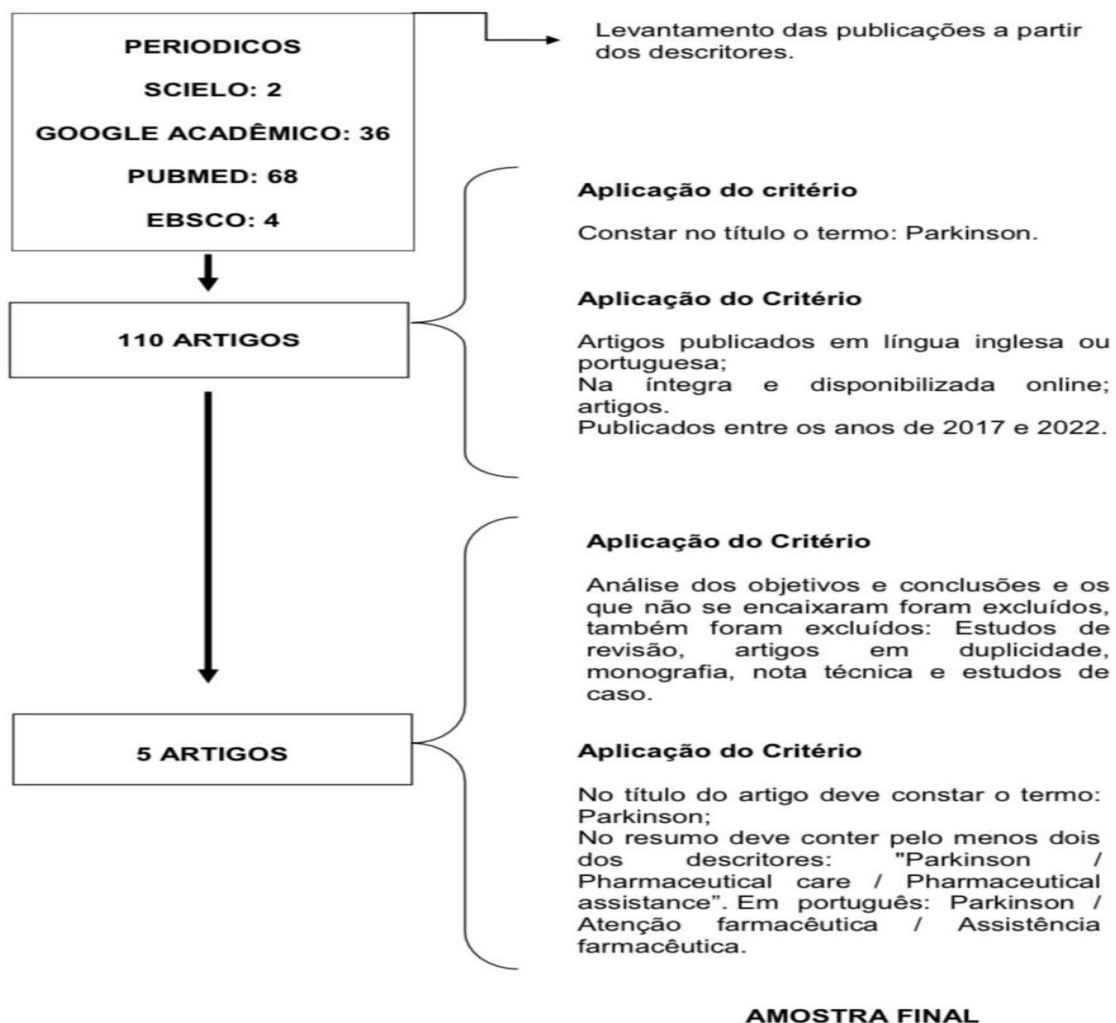 PERIODICOS
SCIELO: 2
GOOGLE ACADÊMICO: 36
PUBMED: 68
EBSCO: 4
Levantamento das publicações a partir
dos descritores.
110 ARTIGOS
Aplicação do critério
Constar no título o termo: Parkinson.
Aplicação do Critério
Artigos publicados em língua inglesa ou
portuguesa;
Na íntegra e disponibilizada online;
artigos.
Publicados entre os anos de 2017 e 2022.
5 ARTIGOS
Aplicação do Critério
Análise dos objetivos e conclusões e os
que não se encaixaram foram excluídos,
também foram excluídos: Estudos de
revisão, artigos em duplicidade,
monografia, nota técnica e estudos de
caso.
Aplicação do Critério
No título do artigo deve constar o termo:
Parkinson;
No resumo deve conter pelo menos dois
dos descritores: "Parkinson /
Pharmaceutical care / Pharmaceutical
assistance”. Em português: Parkinson /
Atenção farmacêutica / Assistência
farmacêutica.
AMOSTRA FINAL